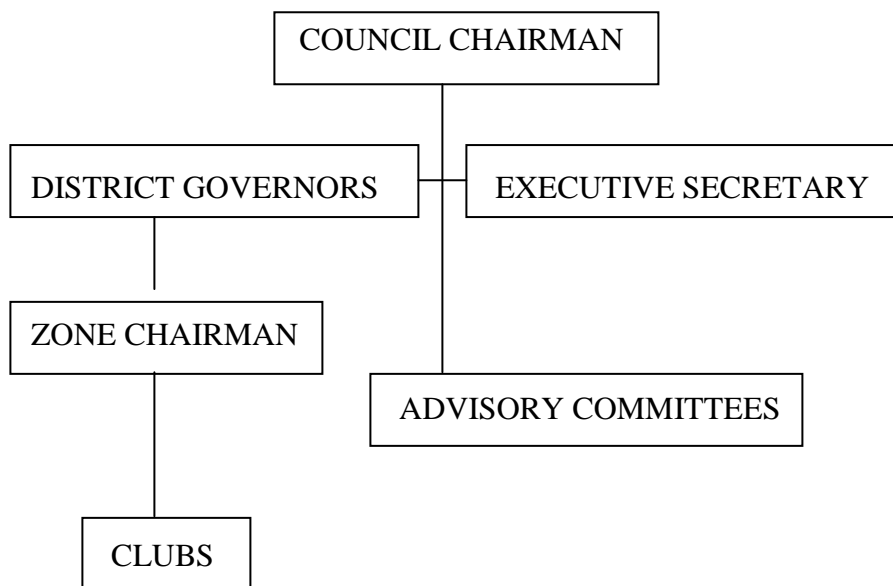 COUNCIL CHAIRMAN
DISTRICT GOVERNORS
EXECUTIVE SECRETARY
ZONE CHAIRMAN
ADVISORY COMMITTEES
CLUBS